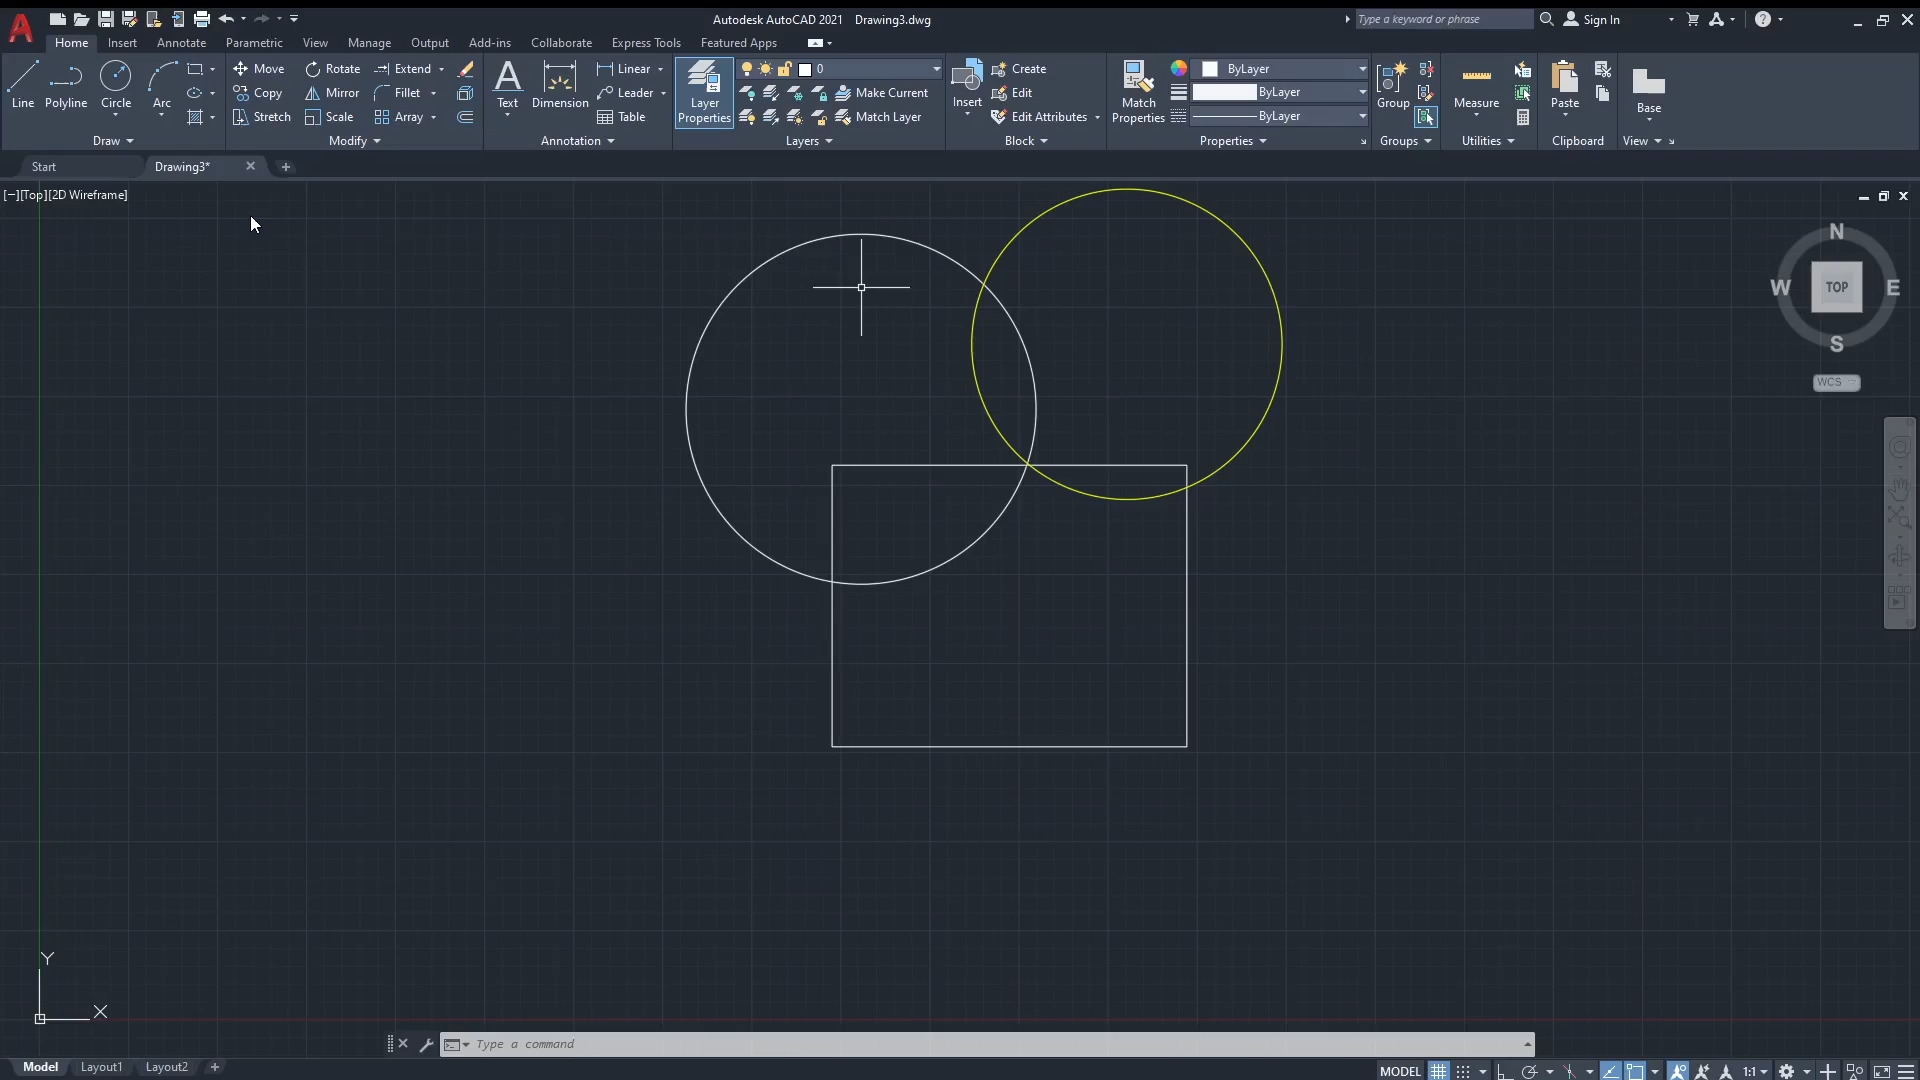 Autodesk AutoCAD 2021 Drawing3.dwg
Type a keyword or phrase
Sign In
Home Insert Annotate Parametric View Manage Output Add-ins Collaborate Express Tools Featured Apps
Line Polyline Circle Arc
Move Rotate Extend
Copy Mirror Fillet
Stretch Scale Array
Text Dimension
Linear
Leader
Table
Layer
Properties
0
Make Current
Match Layer
Insert
Create
Edit
Edit Attributes
Match
Properties
ByLayer
ByLayer
ByLayer
Group
Measure
Paste
Base
Draw Modify Annotation Layers Block Properties Groups Utilities Clipboard View
Start Drawing3*
[−][Top][2D Wireframe]
N
W TOP E
S
WCS
Y
X
Type a command
Model Layout1 Layout2
MODEL 1:1